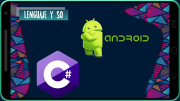 LENGUAJE Y SO
ANDROID
C#